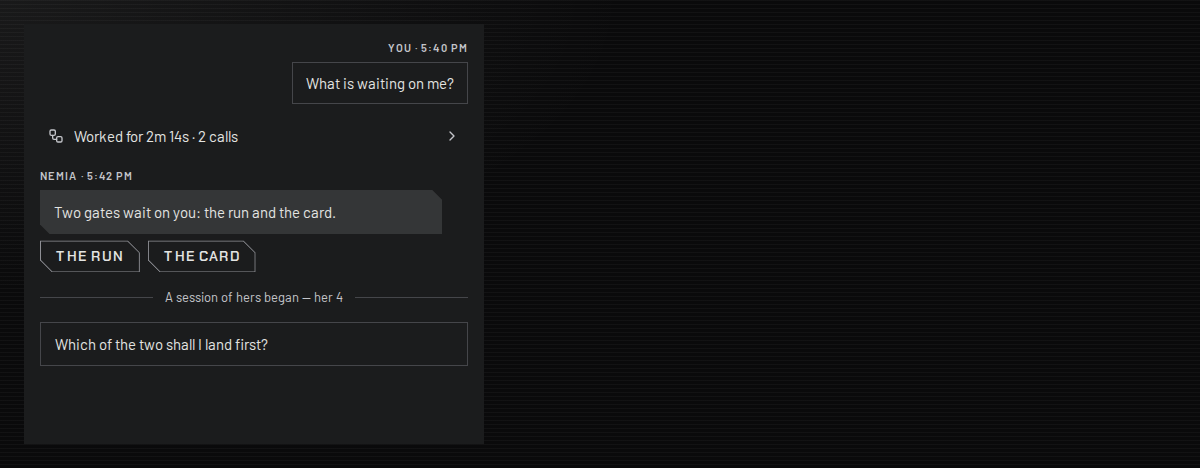 YOU · 5:40 PM
What is waiting on me?
Worked for 2m 14s · 2 calls
NEMIA · 5:42 PM
Two gates wait on you: the run and the card.
THE RUN
THE CARD
A session of hers began — her 4
Which of the two shall I land first?